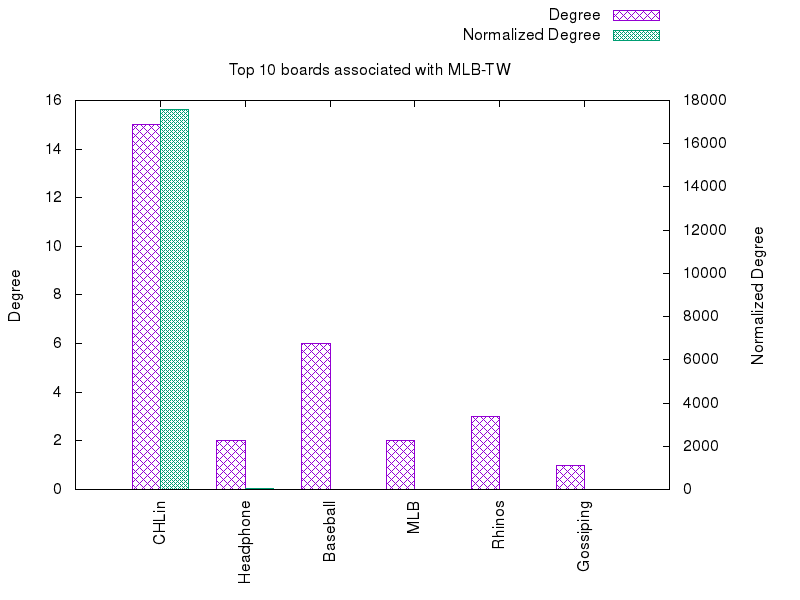 Degree
Normalized Degree
Top 10 boards associated with MLB-TW
16
14
12
10
8
6
4
2
0
18000
16000
14000
12000
10000
8000
6000
4000
2000
0
Degree
Normalized Degree
CHLin
Headphone
Baseball
MLB
Rhinos
Gossiping